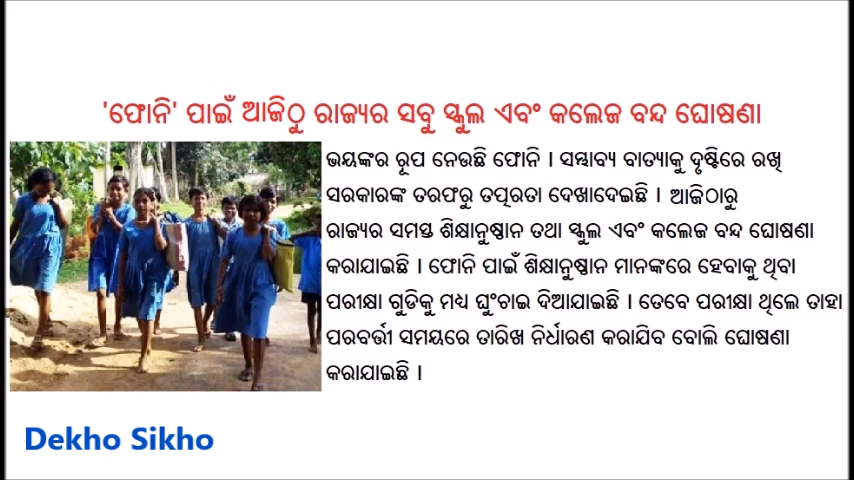 'ଫୋନି' ପାଇଁ ଆଜିଠୁ ରାଜ୍ୟର ସବୁ ସ୍କୁଲ ଏବଂ କଲେଜ ବନ୍ଦ ଘୋଷଣା
ଭୟଙ୍କର ରୂପ ନେଉଛି ଫୋନି । ସମ୍ଭାବ୍ୟ ବାତ୍ୟାକୁ ଦୃଷ୍ଟିରେ ରଖି
ସରକାରଙ୍କ ତରଫରୁ ତତ୍ପରତା ଦେଖାଦେଇଛି । ଆଜିଠାରୁ
ରାଜ୍ୟର ସମସ୍ତ ଶିକ୍ଷାନୁଷ୍ଠାନ ତଥା ସ୍କୁଲ ଏବଂ କଲେଜ ବନ୍ଦ ଘୋଷଣା
କରାଯାଇଛି । ଫୋନି ପାଇଁ ଶିକ୍ଷାନୁଷ୍ଠାନ ମାନଙ୍କରେ ହେବାକୁ ଥିବା
ପରୀକ୍ଷା ଗୁଡିକୁ ମଧ୍ୟ ଘୁଂଚାଇ ଦିଆଯାଇଛି । ତେବେ ପରୀକ୍ଷା ଥିଲେ ତାହା
ପରବର୍ତ୍ତୀ ସମୟରେ ତାରିଖ ନିର୍ଧାରଣ କରାଯିବ ବୋଲି ଘୋଷଣା
କରାଯାଇଛି ।
Dekho Sikho